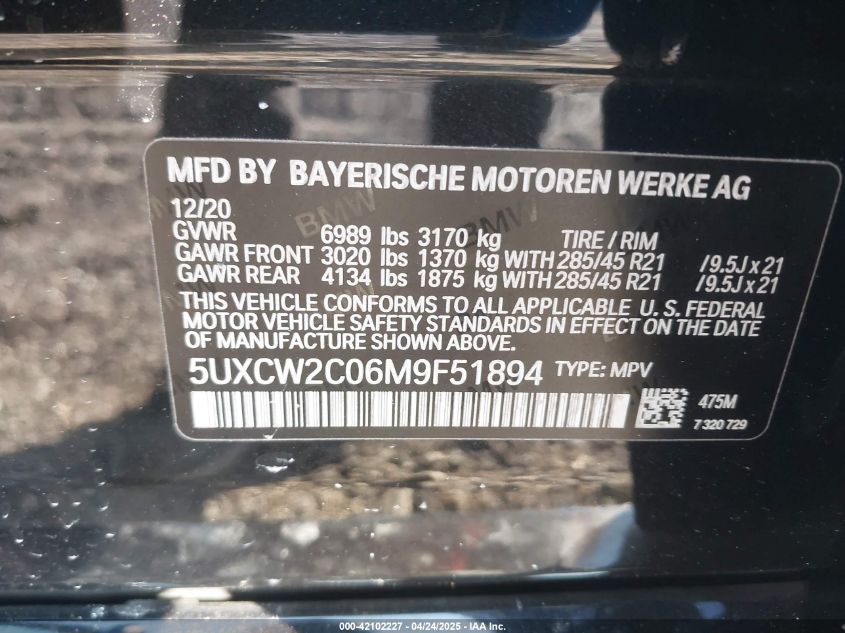 MFD BY BAYERISCHE MOTOREN WERKE AG
12/20
GVWR 6989 lbs 3170 kg TIRE / RIM
GAWR FRONT 3020 lbs 1370 kg WITH 285/45 R21 /9.5J x 21
GAWR REAR 4134 lbs 1875 kg WITH 285/45 R21 /9.5J x 21
THIS VEHICLE CONFORMS TO ALL APPLICABLE U. S. FEDERAL
MOTOR VEHICLE SAFETY STANDARDS IN EFFECT ON THE DATE
OF MANUFACTURE SHOWN ABOVE.
5UXCW2C06M9F51894 TYPE: MPV
475M
7 320 729
BMW BMW BMW
000-42102227 - 04/24/2025 - IAA Inc.